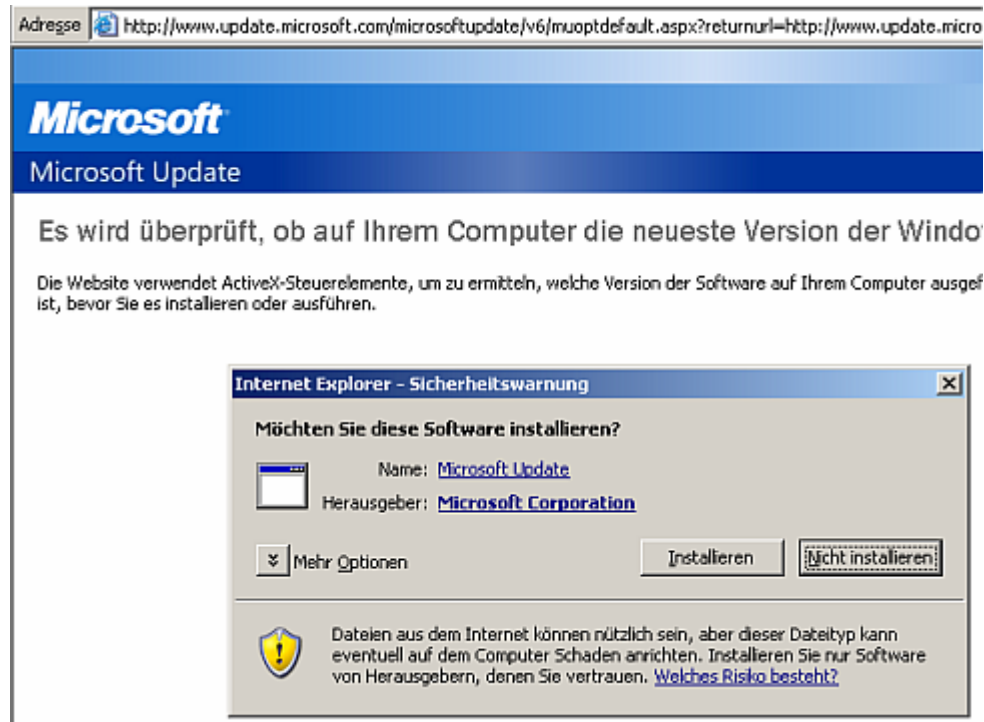 Adresse http://www.update.microsoft.com/microsoftupdate/v6/muoptdefault.aspx?returnurl=http://www.update.micro
Microsoft
Microsoft Update
Es wird überprüft, ob auf Ihrem Computer die neueste Version der Windo
Die Website verwendet ActiveX-Steuerelemente, um zu ermitteln, welche Version der Software auf Ihrem Computer ausgef
ist, bevor Sie es installieren oder ausführen.
Internet Explorer - Sicherheitswarnung
Möchten Sie diese Software installieren?
Name: Microsoft Update
Herausgeber: Microsoft Corporation
Mehr Optionen Installieren Nicht installieren
Dateien aus dem Internet können nützlich sein, aber dieser Dateityp kann
eventuell auf dem Computer Schaden anrichten. Installieren Sie nur Software
von Herausgebern, denen Sie vertrauen. Welches Risiko besteht?